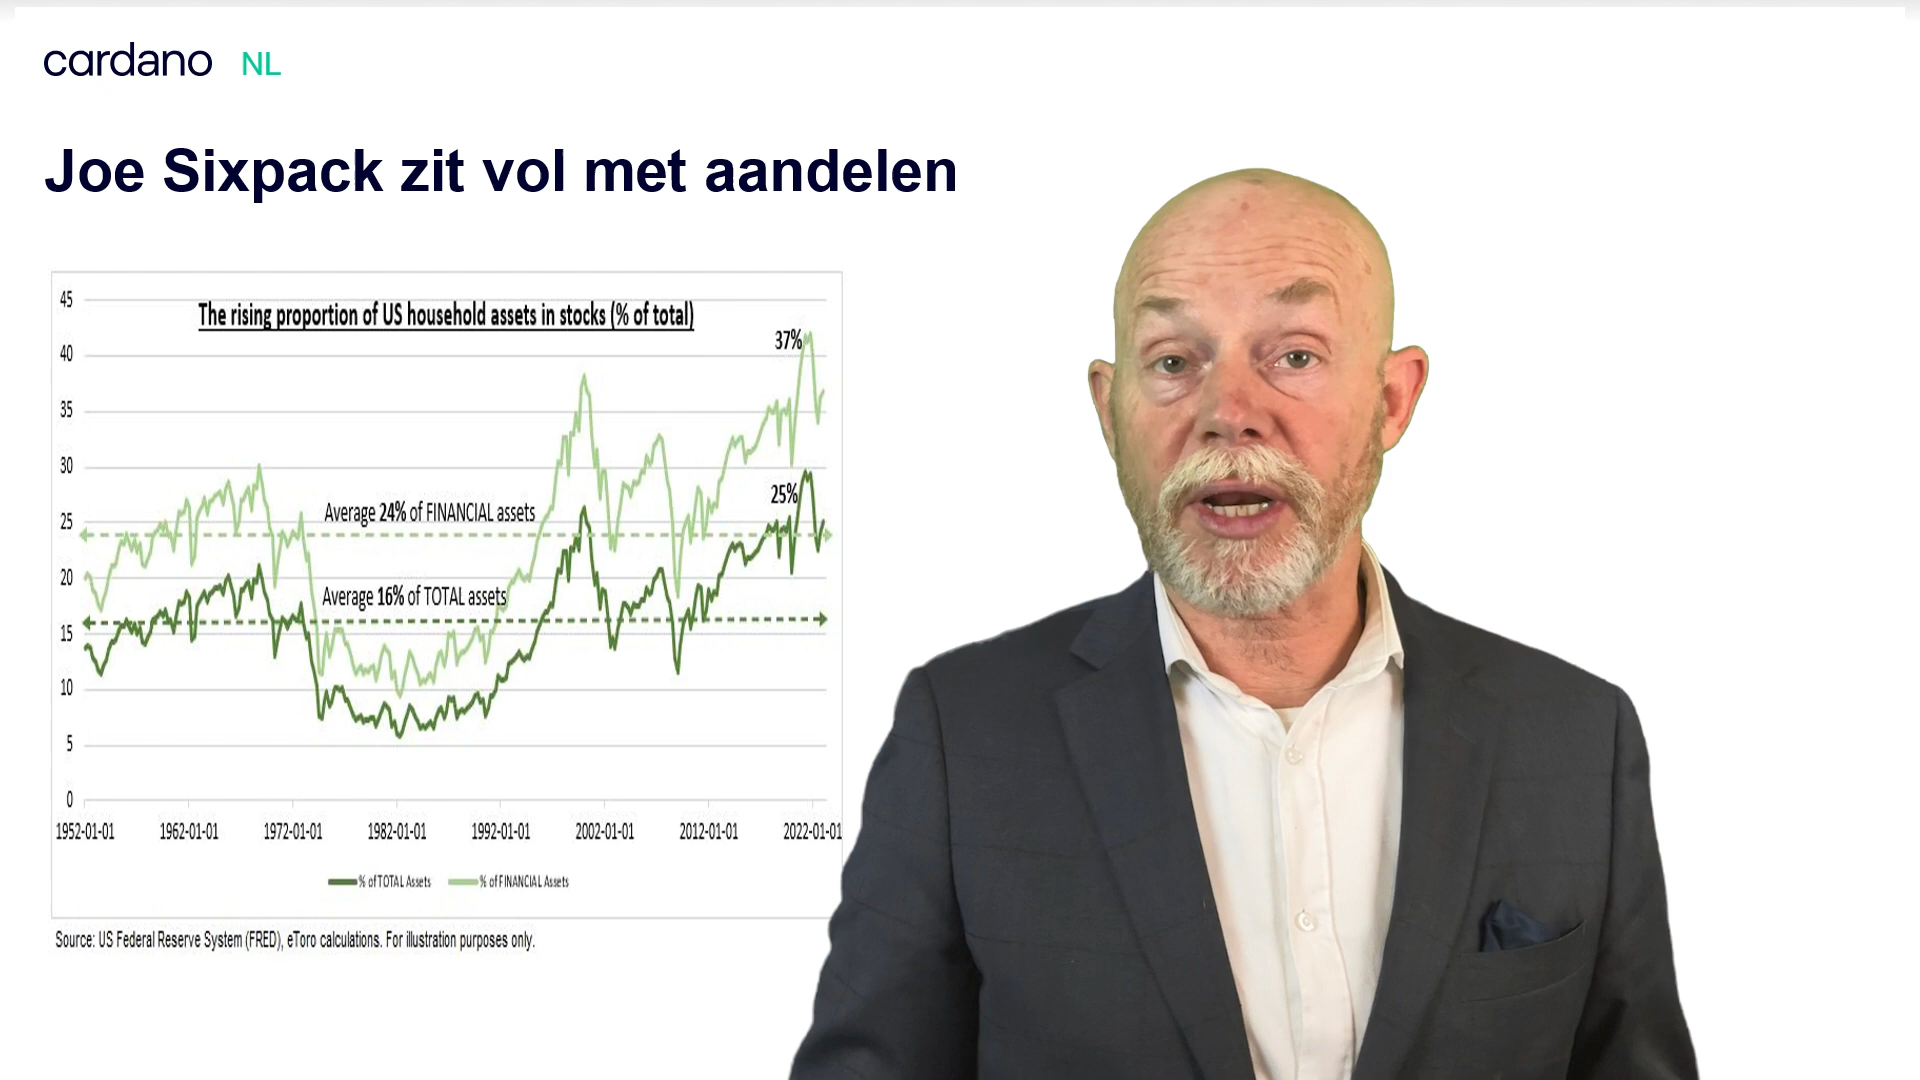 cardano NL
Joe Sixpack zit vol met aandelen
The rising proportion of US household assets in stocks (% of total)
45
40
35
30
25
20
15
10
5
0
37%
25%
Average 24% of FINANCIAL assets
Average 16% of TOTAL assets
1952-01-01 1962-01-01 1972-01-01 1982-01-01 1992-01-01 2002-01-01 2012-01-01 2022-01-01
% of TOTAL Assets % of FINANCIAL Assets
Source: US Federal Reserve System (FRED), eToro calculations. For illustration purposes only.